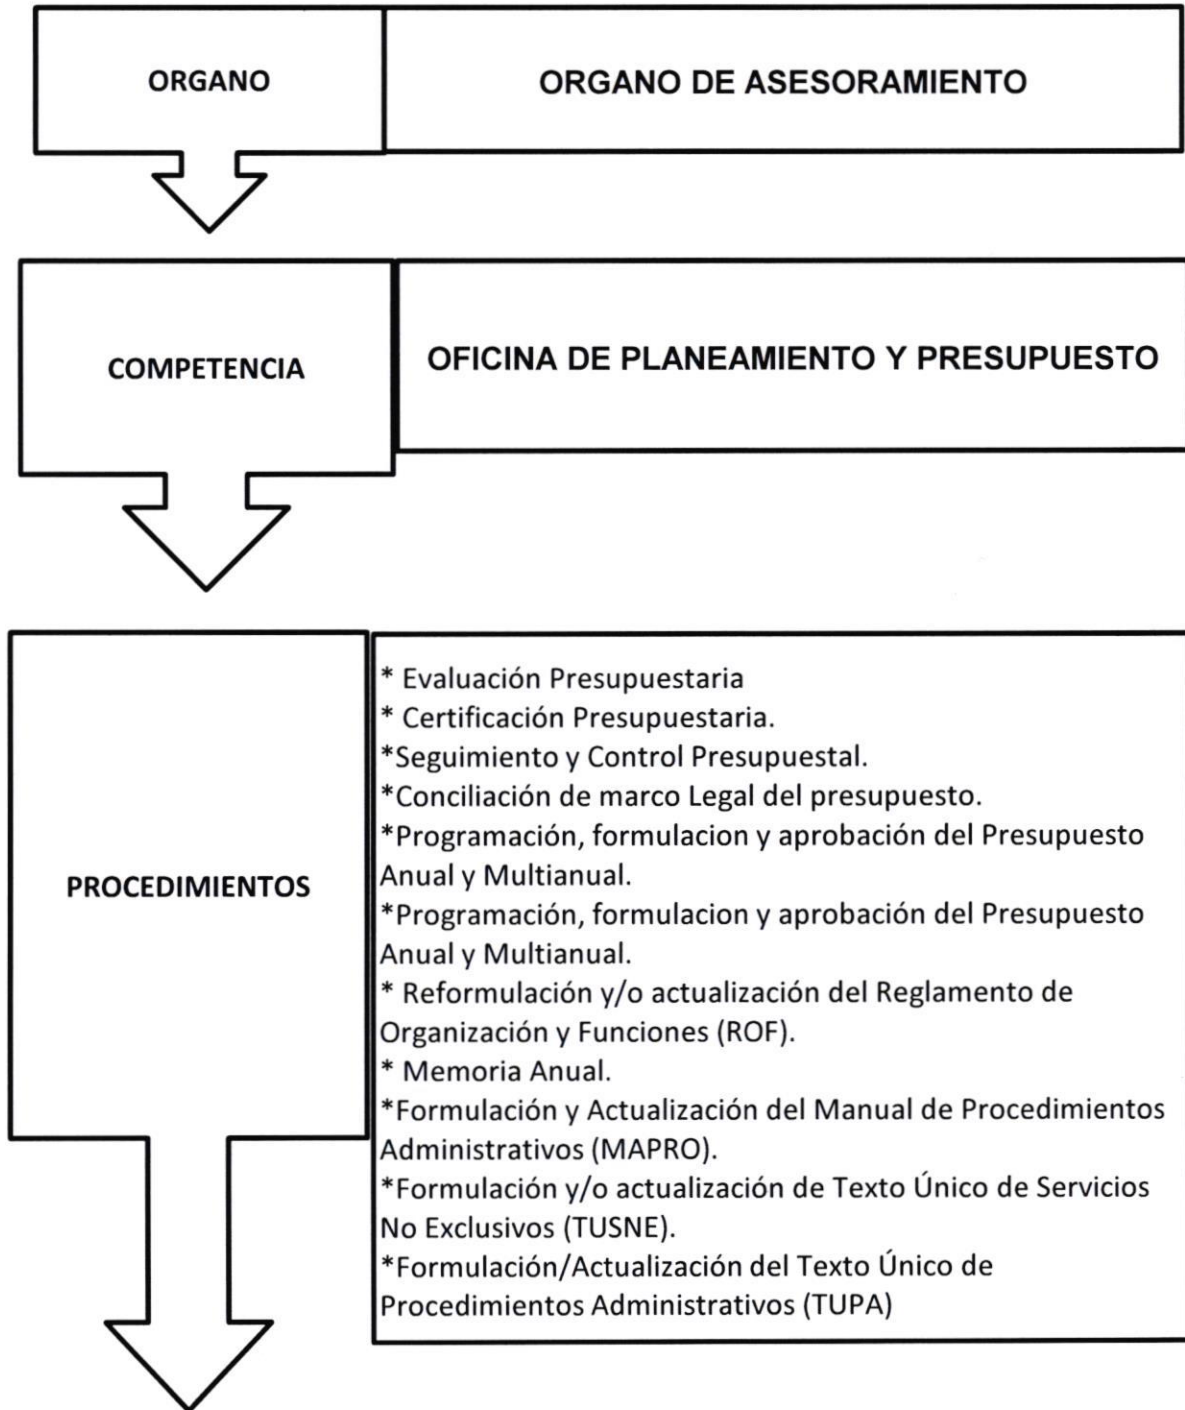 ORGANO
ORGANO DE ASESORAMIENTO
COMPETENCIA
OFICINA DE PLANEAMIENTO Y PRESUPUESTO
PROCEDIMIENTOS
* Evaluación Presupuestaria
* Certificación Presupuestaria.
*Seguimiento y Control Presupuestal.
*Conciliación de marco Legal del presupuesto.
*Programación, formulacion y aprobación del Presupuesto
Anual y Multianual.
*Programación, formulacion y aprobación del Presupuesto
Anual y Multianual.
* Reformulación y/o actualización del Reglamento de
Organización y Funciones (ROF).
* Memoria Anual.
*Formulación y Actualización del Manual de Procedimientos
Administrativos (MAPRO).
*Formulación y/o actualización de Texto Único de Servicios
No Exclusivos (TUSNE).
*Formulación/Actualización del Texto Único de
Procedimientos Administrativos (TUPA)